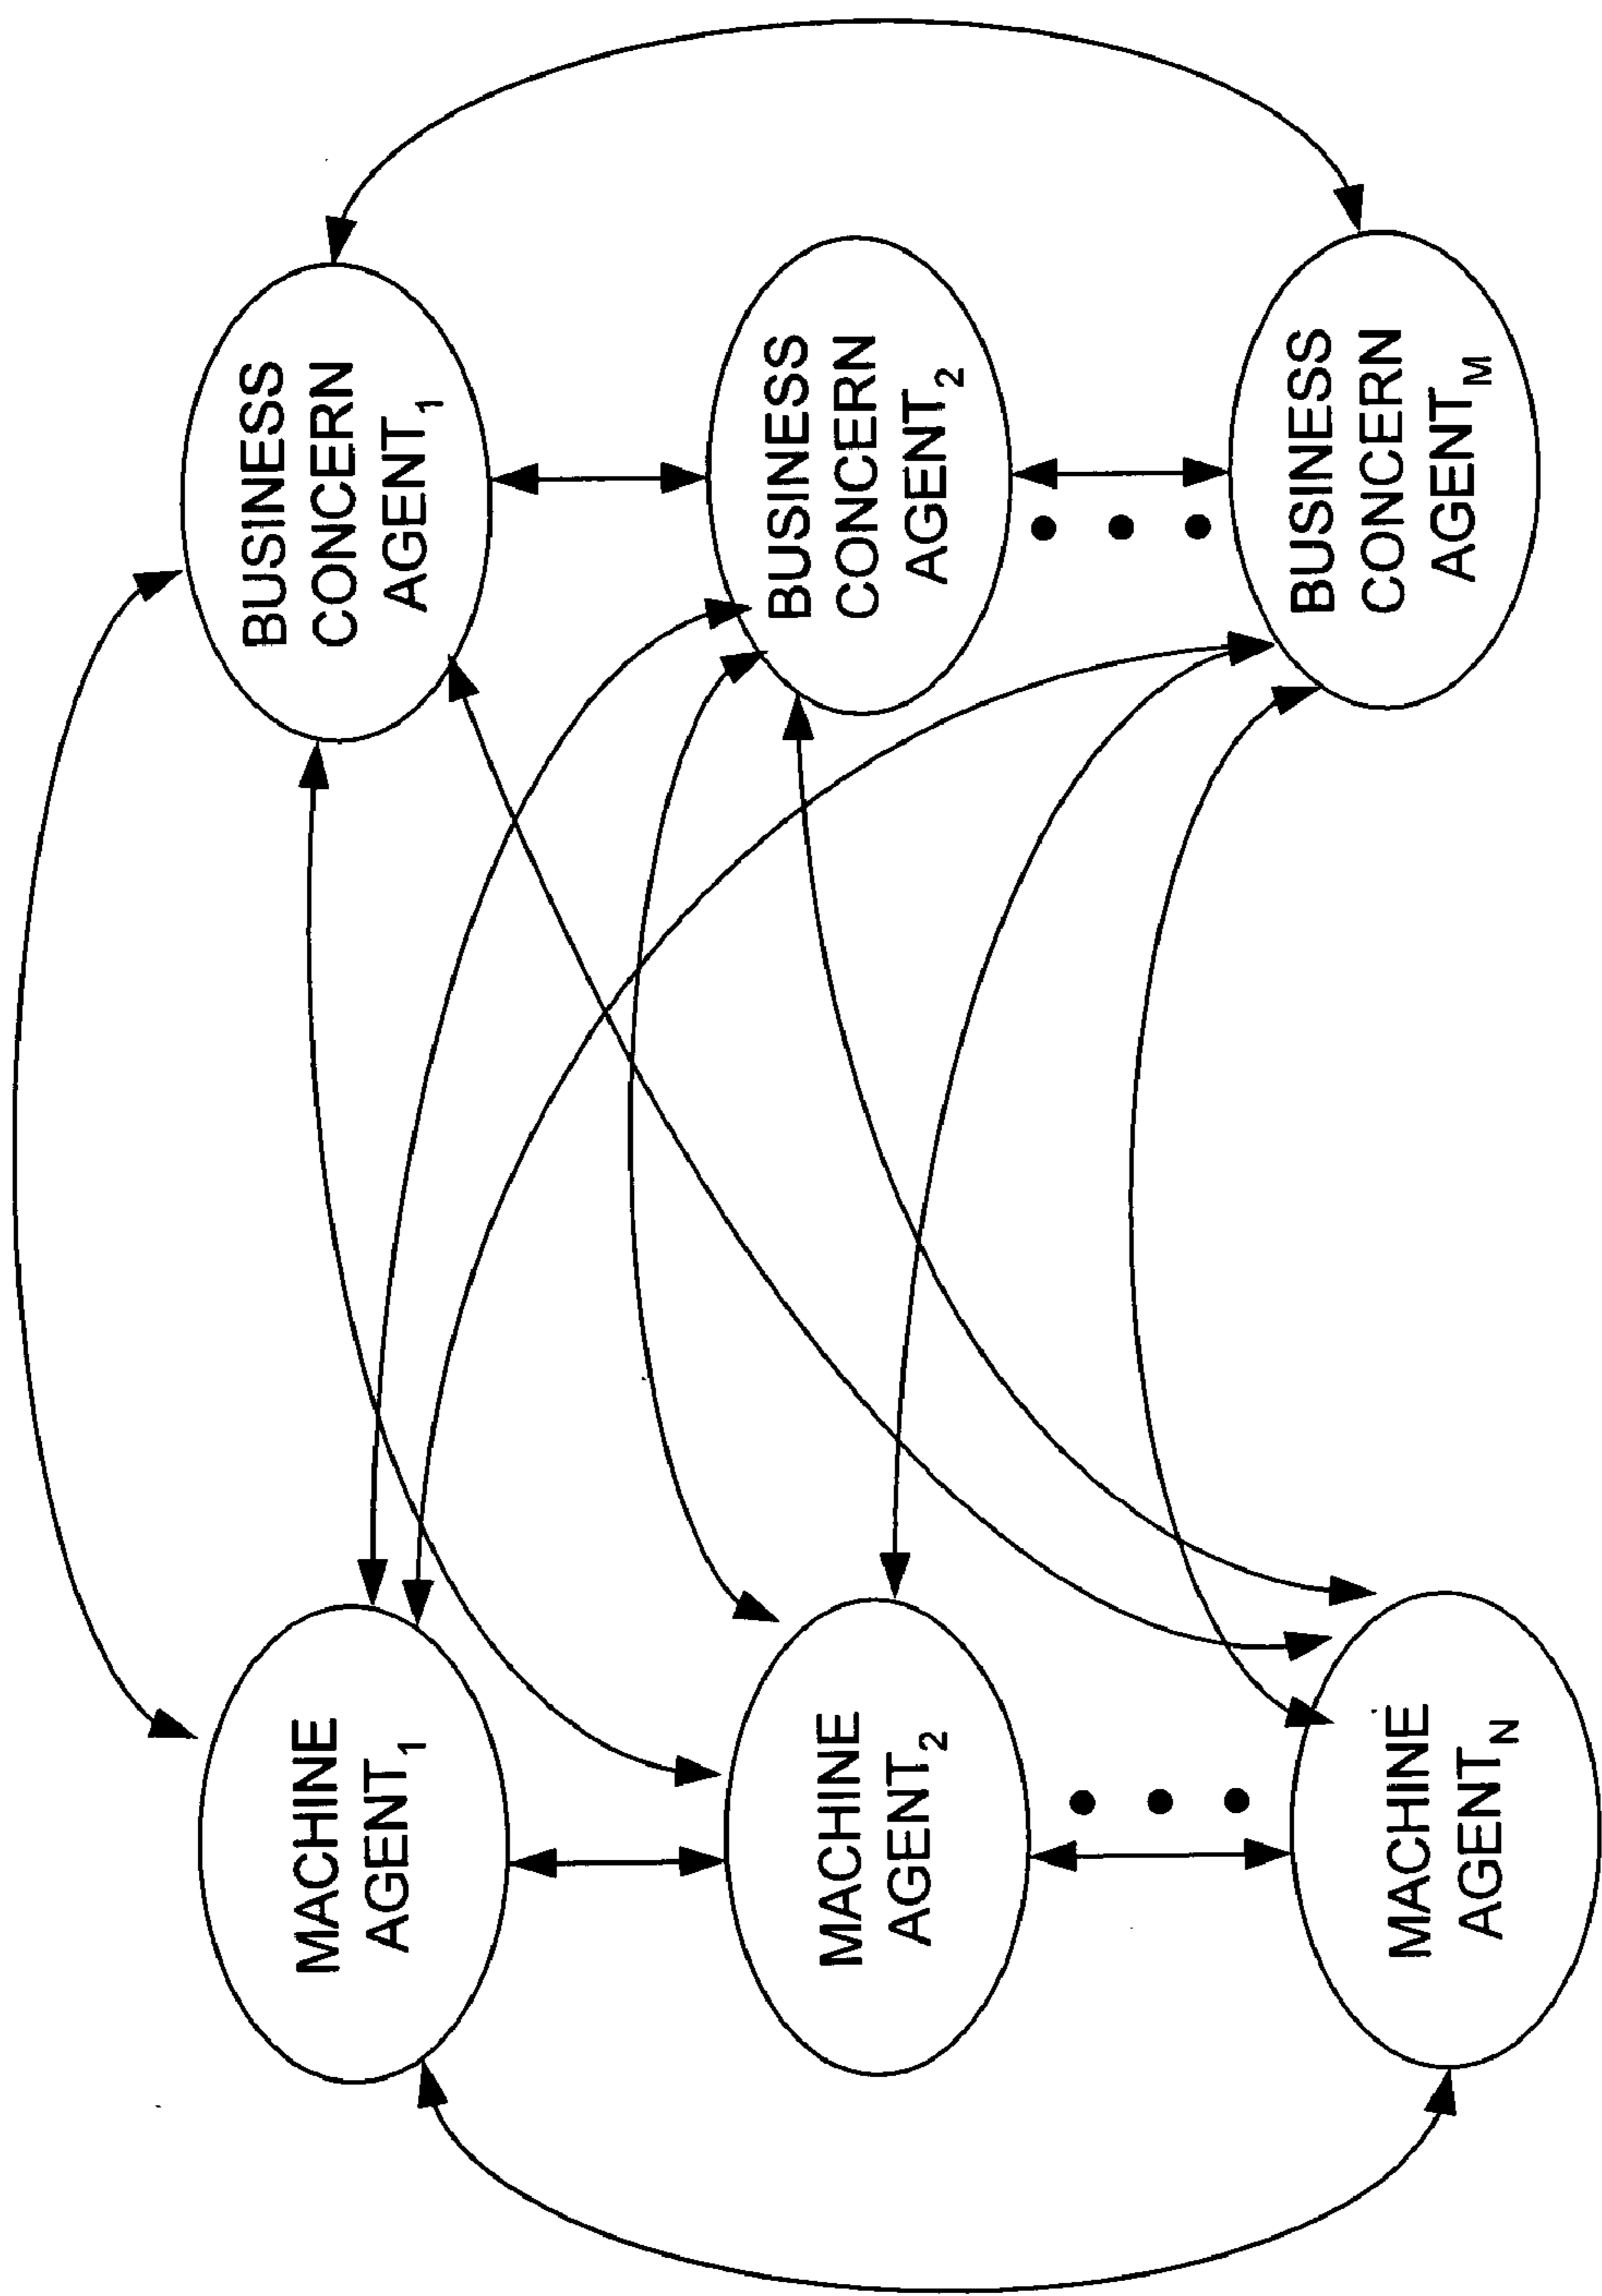 BUSINESS
CONCERN
AGENT1
BUSINESS
CONCERN
AGENT2
BUSINESS
CONCERN
AGENTM
MACHINE
AGENT1
MACHINE
AGENT2
MACHINE
AGENTN